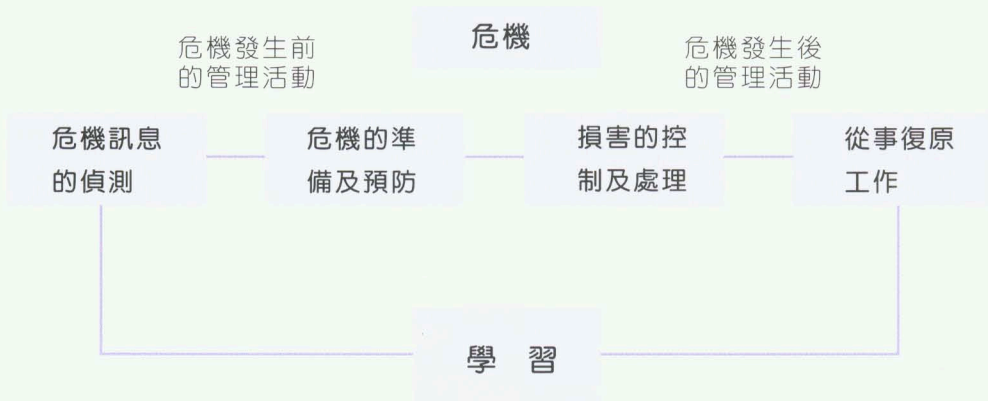 危機
危機發生前
的管理活動
危機發生後
的管理活動
危機訊息
的偵測
危機的準
備及預防
損害的控
制及處理
從事復原
工作
學 習